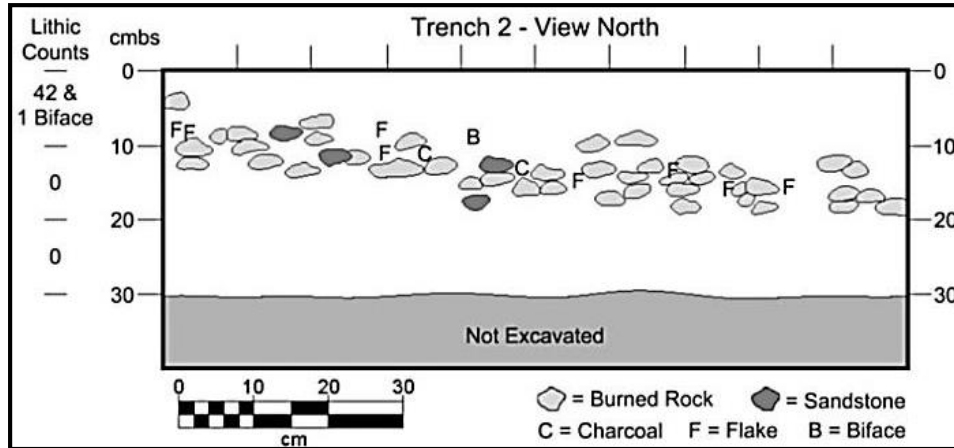 Trench 2 - View North
Lithic
Counts
cmbs
0
0
42 &
1 Biface
F
F
F
B
10
10
F
C
0
C
F
F
F
F
20
20
0
30
30
Not Excavated
0 10 20 30
cm
= Burned Rock = Sandstone
C = Charcoal F = Flake B = Biface